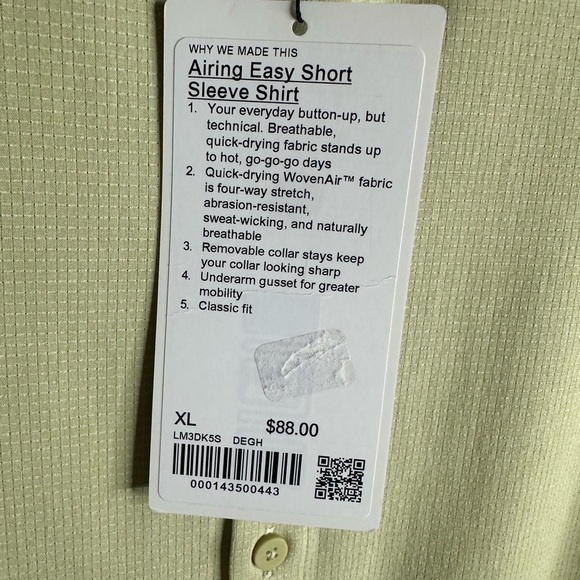 WHY WE MADE THIS
Airing Easy Short
Sleeve Shirt
1. Your everyday button-up, but
technical. Breathable,
quick-drying fabric stands up
to hot, go-go-go days
2. Quick-drying WovenAir™ fabric
is four-way stretch,
abrasion-resistant,
sweat-wicking, and naturally
breathable
3. Removable collar stays keep
your collar looking sharp
4. Underarm gusset for greater
mobility
5. Classic fit
XL $88.00
LM3DK5S DEGH
000143500443